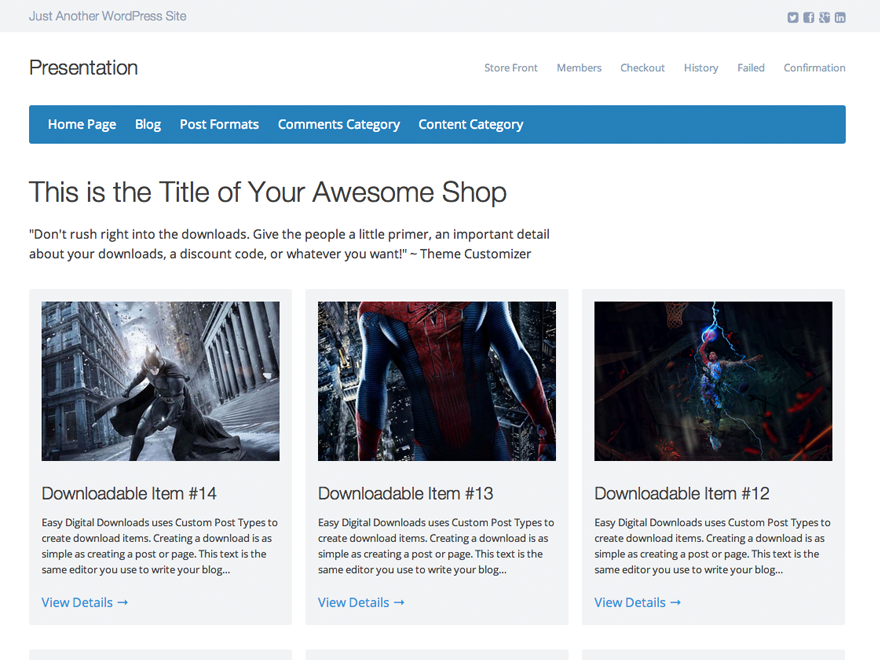 Just Another WordPress Site
Presentation
Store Front Members Checkout History Failed Confirmation
Home Page Blog Post Formats Comments Category Content Category
This is the Title of Your Awesome Shop
"Don't rush right into the downloads. Give the people a little primer, an important detail
about your downloads, a discount code, or whatever you want!" ~ Theme Customizer
Downloadable Item #14
Easy Digital Downloads uses Custom Post Types to
create download items. Creating a download is as
simple as creating a post or page. This text is the
same editor you use to write your blog...
View Details →
Downloadable Item #13
Easy Digital Downloads uses Custom Post Types to
create download items. Creating a download is as
simple as creating a post or page. This text is the
same editor you use to write your blog...
View Details →
Downloadable Item #12
Easy Digital Downloads uses Custom Post Types to
create download items. Creating a download is as
simple as creating a post or page. This text is the
same editor you use to write your blog...
View Details →